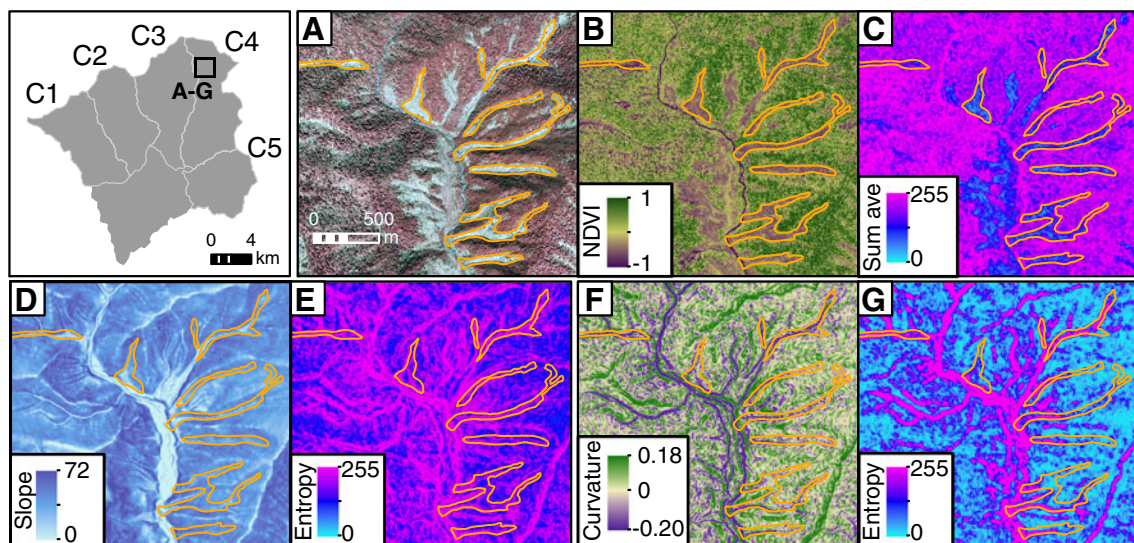 C1
C2
C3
C4
A-G
C5
0 4
km
A
0 500
m
B
NDVI
1
-1
C
Sum ave
255
0
D
Slope
72
0
E
Entropy
255
0
F
Curvature
0.18
0
-0.20
G
Entropy
255
0